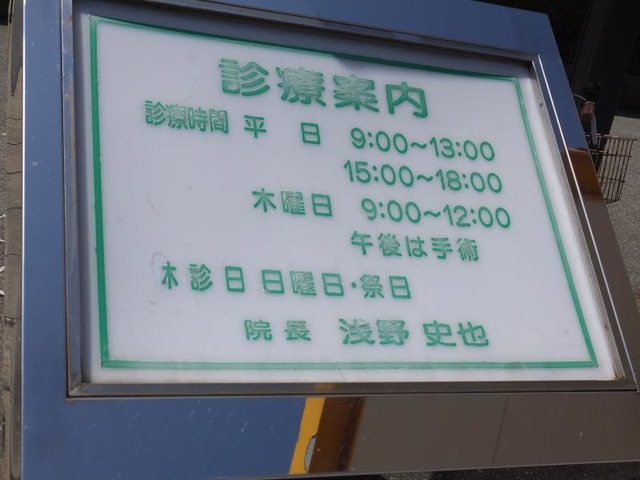 診療案内
診療時間 平 日 9:00〜13:00
15:00〜18:00
木曜日 9:00〜12:00
午後は手術
木診日 日曜日・祭日
院長 浅野 史也